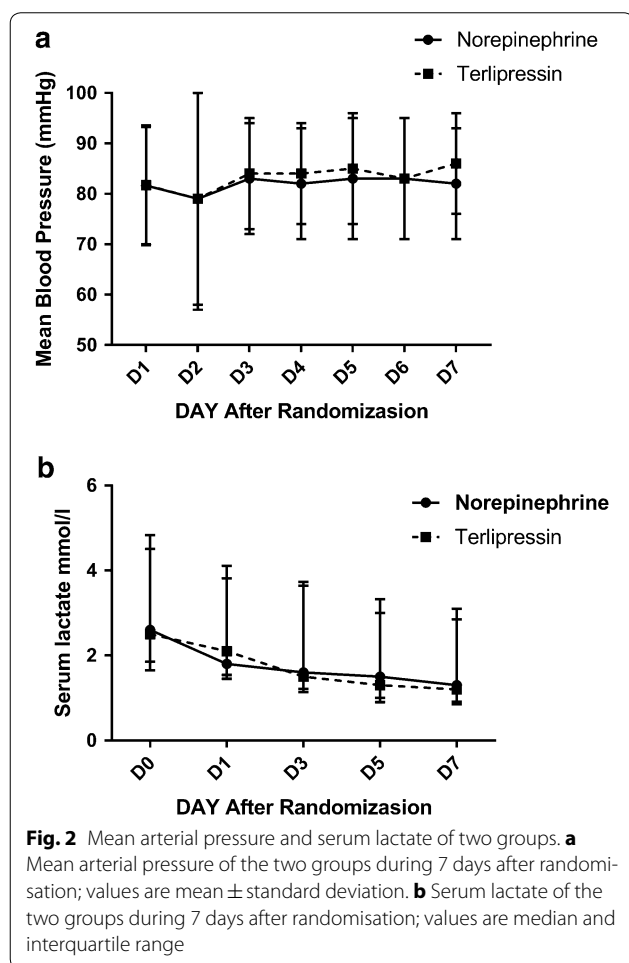 a
Norepinephrine
Terlipressin
Mean Blood Pressure (mmHg)
100
90
80
70
60
50
D1 D2 D3 D4 D5 D6 D7
DAY After Randomizasion
b
Norepinephrine
Terlipressin
Serum lactate mmol/l
6
4
2
0
D0 D1 D3 D5 D7
DAY After Randomizasion
Fig. 2 Mean arterial pressure and serum lactate of two groups. a
Mean arterial pressure of the two groups during 7 days after randomi-
sation; values are mean ± standard deviation. b Serum lactate of the
two groups during 7 days after randomisation; values are median and
interquartile range